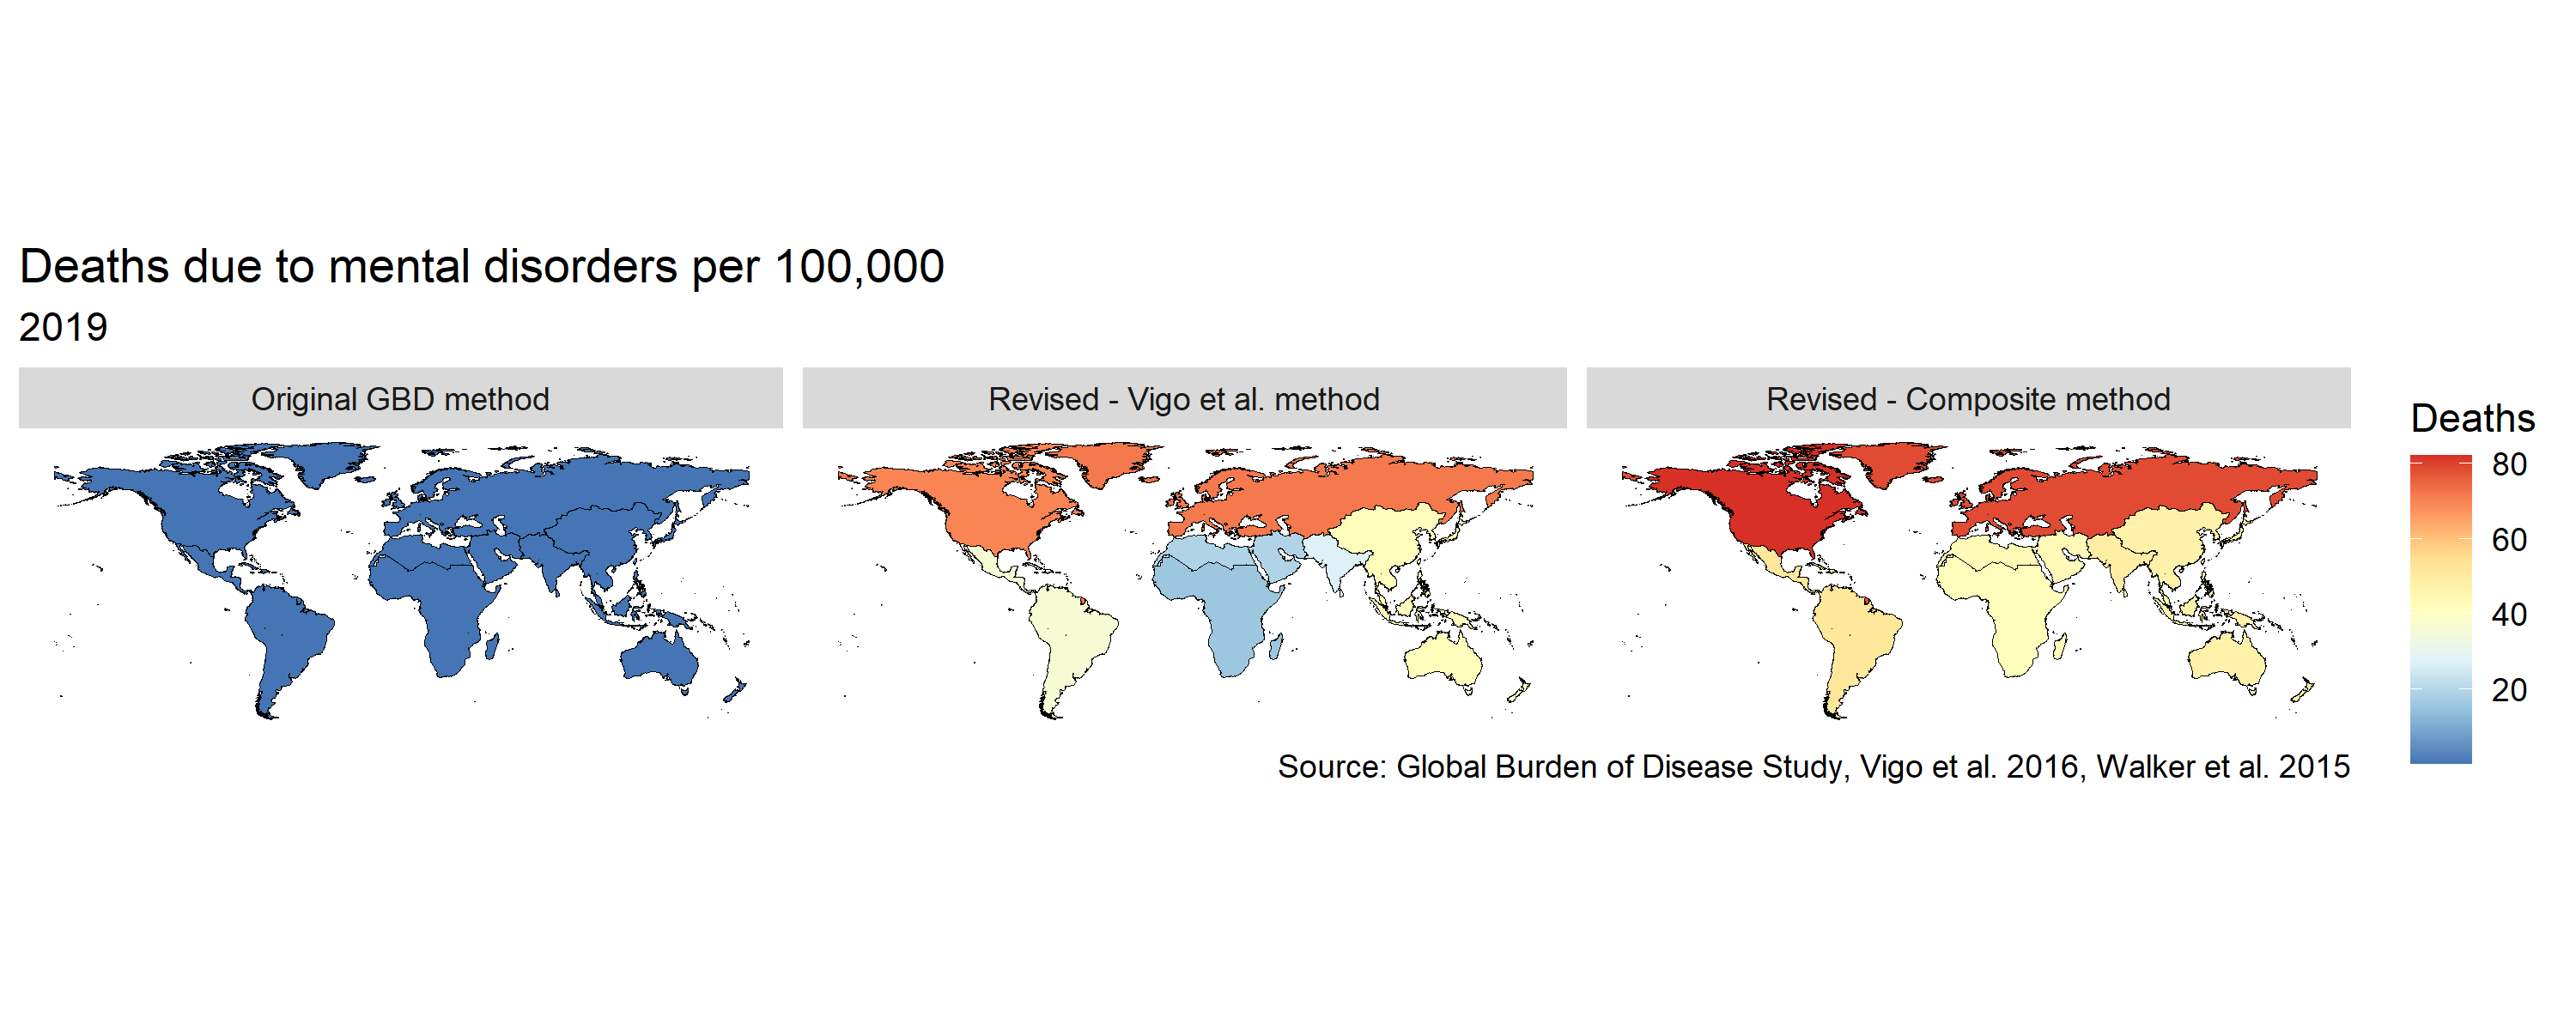 Deaths due to mental disorders per 100,000
2019
Original GBD method
Revised - Vigo et al. method
Revised - Composite method
Deaths
80
60
40
20
Source: Global Burden of Disease Study, Vigo et al. 2016, Walker et al. 2015